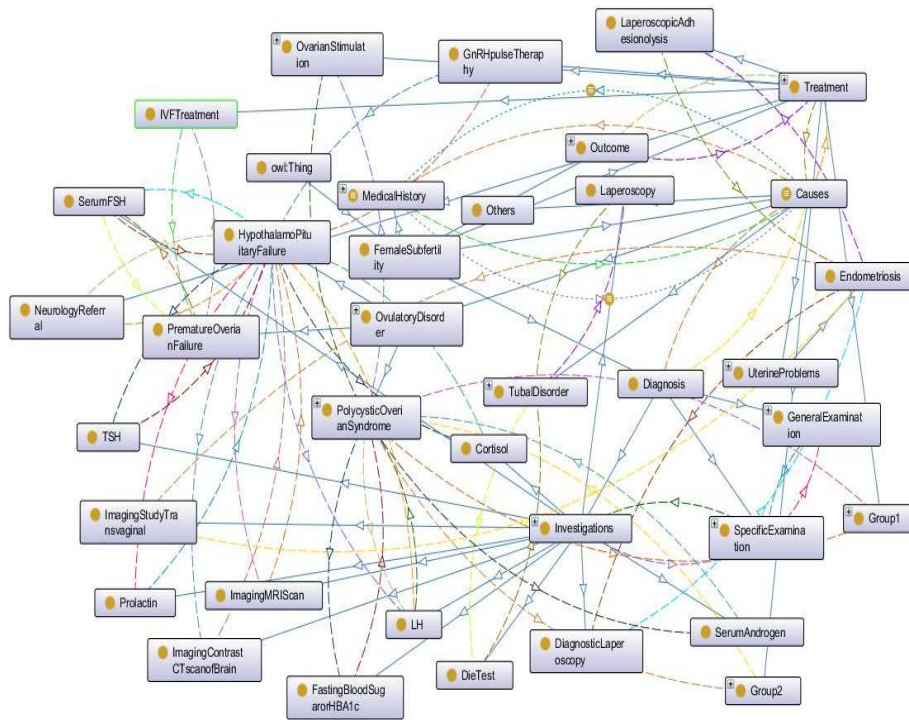 LaperoscopicAdh
esionolysis
OvarianStimulat
ion
GnRHpulseTherap
hy
Treatment
IVFTreatment
Outcome
owl:Thing
MedicalHistory
Laperoscopy
Causes
SerumFSH
Others
HypothalamoPitu
itaryFailure
FemaleSubfertil
ity
Endometriosis
NeurologyReferr
al
PrematureOveria
nFailure
OvulatoryDisord
er
TubalDisorder
Diagnosis
UterineProblems
PolycysticOveri
anSyndrome
GeneralExaminat
ion
TSH
Cortisol
ImagingStudyTra
nsvaginal
Investigations
SpecificExamina
tion
Group1
Prolactin
ImagingMRIScan
LH
SerumAndrogen
ImagingContrast
CTscanofBrain
DiagnosticLaper
oscopy
DieTest
FastingBloodSug
arorHBA1c
Group2